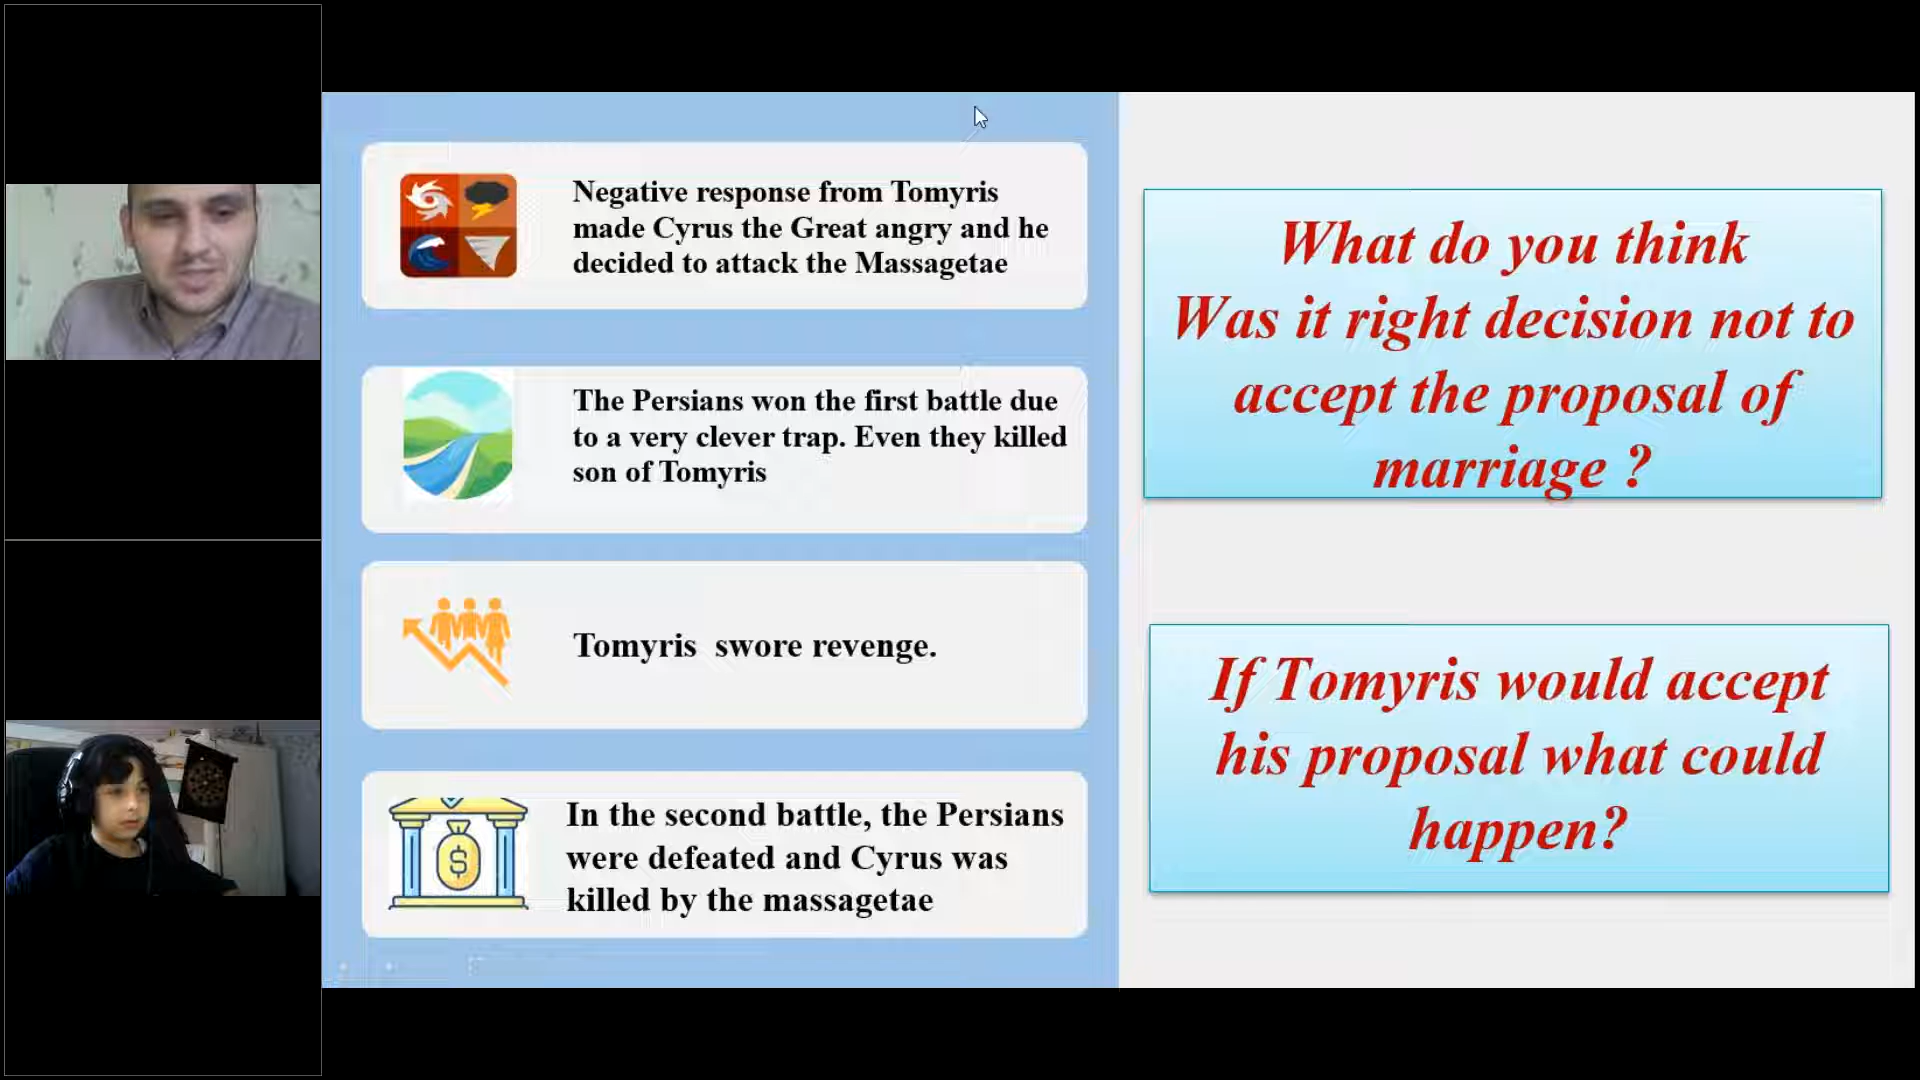 Negative response from Tomyris
made Cyrus the Great angry and he
decided to attack the Massagetae
The Persians won the first battle due
to a very clever trap. Even they killed
son of Tomyris
Tomyris swore revenge.
In the second battle, the Persians
were defeated and Cyrus was
killed by the massagetae
What do you think
Was it right decision not to
accept the proposal of
marriage ?
If Tomyris would accept
his proposal what could
happen?